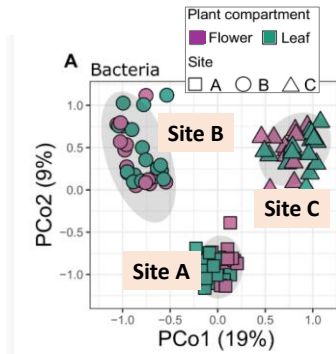 Plant compartment
Flower Leaf
Site
A B C
A
Bacteria
1.0
0.5
0.0
−0.5
−1.0
PCo2 (9%)
Site B
Site C
Site A
−1.0 −0.5 0.0 0.5 1.0
PCo1 (19%)